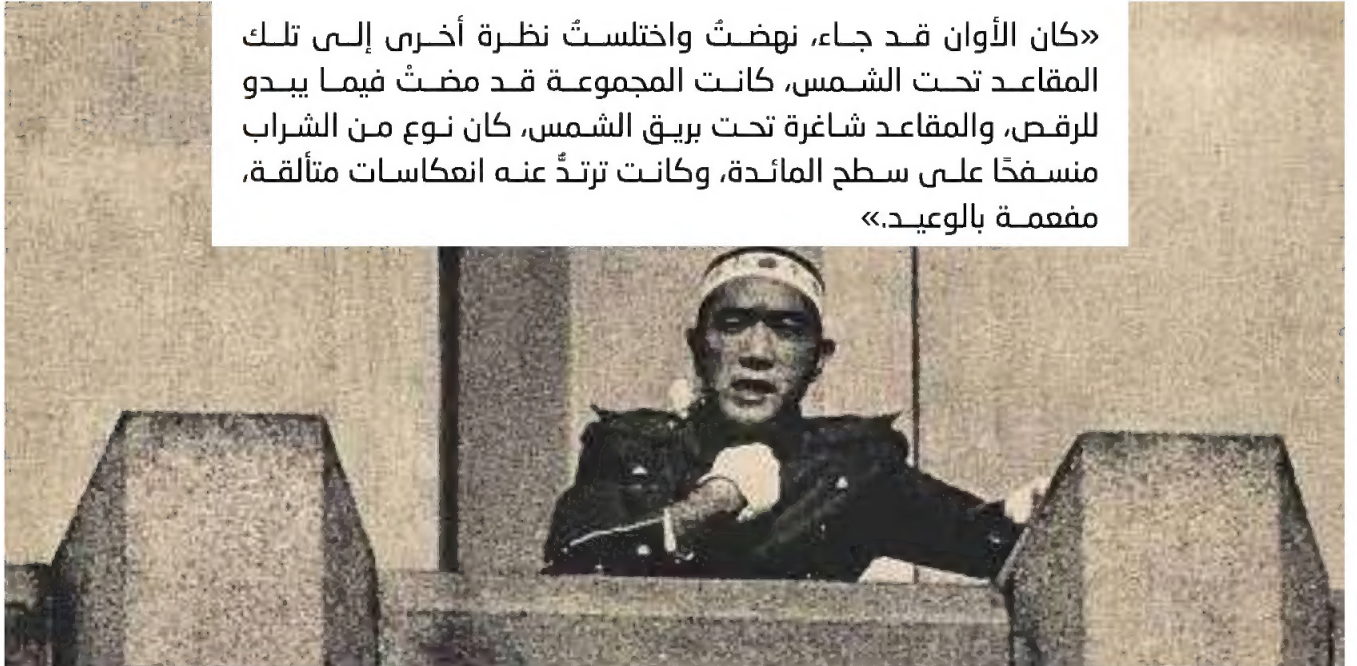 «كان الأوان قد جاء، نهضتُ واختلستُ نظرة أخرى إلى تلك
المقاعد تحت الشمس، كانت المجموعة قد مضتْ فيما يبدو
للرقص، والمقاعد شاغرة تحت بريق الشمس، كان نوع من الشراب
منسفحًا على سطح المائدة، وكانت ترتدُّ عنه انعكاسات متألقة،
مفعمة بالوعيد.»